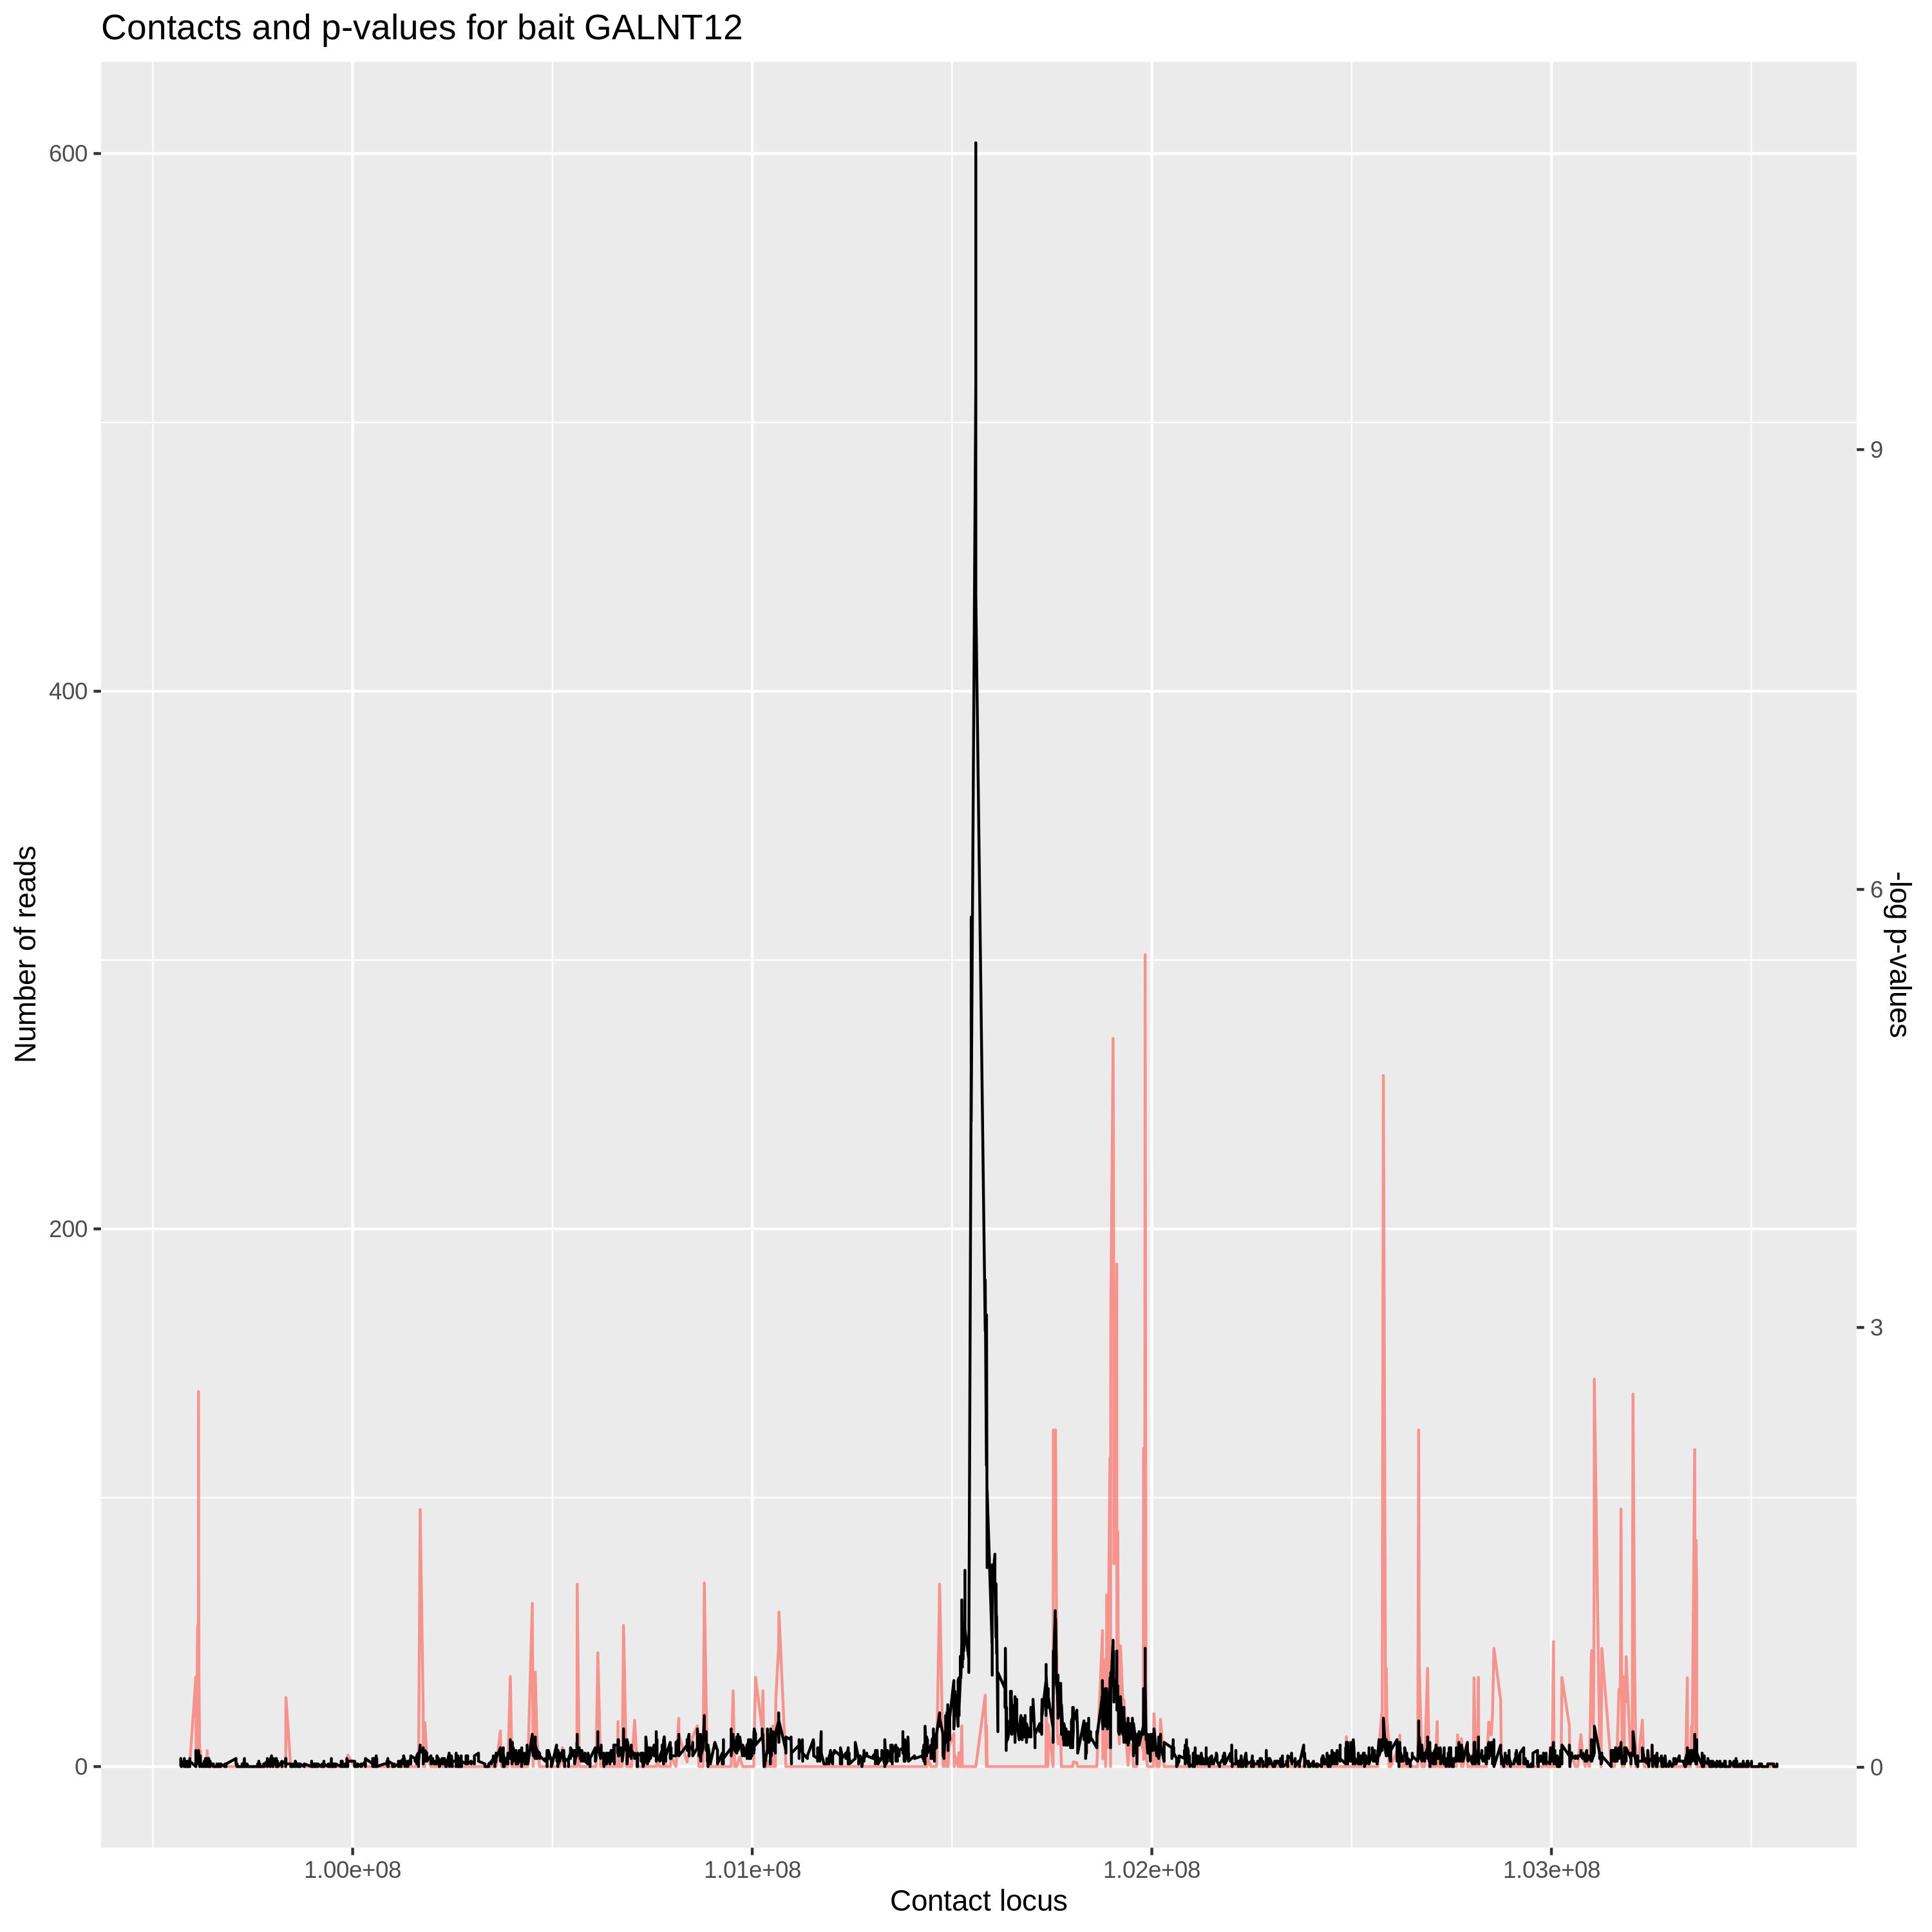 Contacts and p-values for bait GALNT12
600
400
200
0
9
6
3
0
Number of reads
-log p-values
1.00e+08
1.01e+08
1.02e+08
1.03e+08
Contact locus